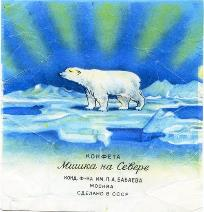 КОНФЕТА
Мишка на Севере
КОНД. Ф-КА ИМ. П. А. БАБАЕВА
МОСКВА
СДЕЛАНО В СССР